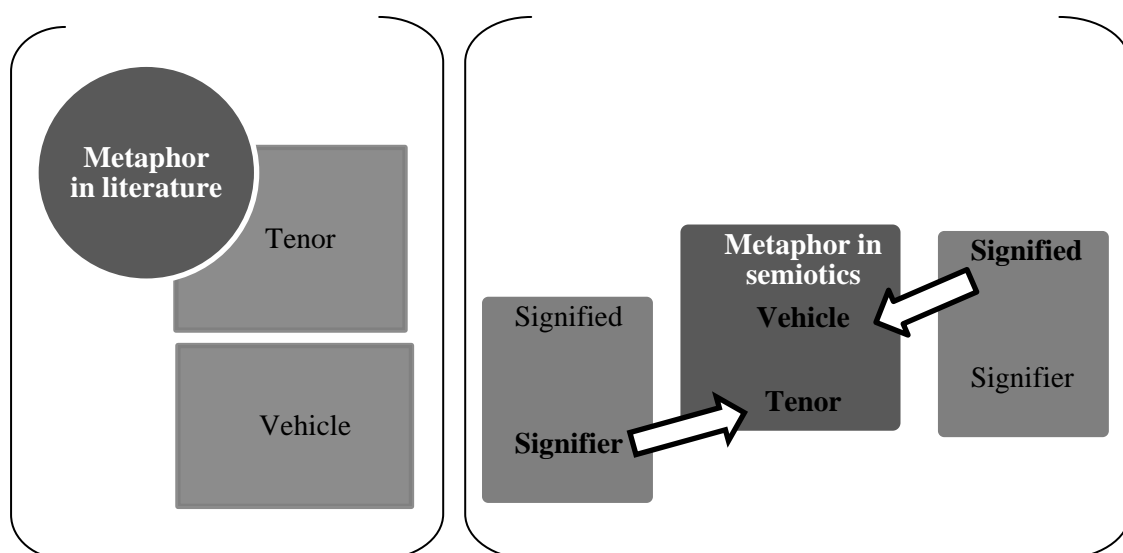 Metaphor
in literature
Tenor
Vehicle
Signified
Signifier
Metaphor in
semiotics
Vehicle
Tenor
Signified
Signifier